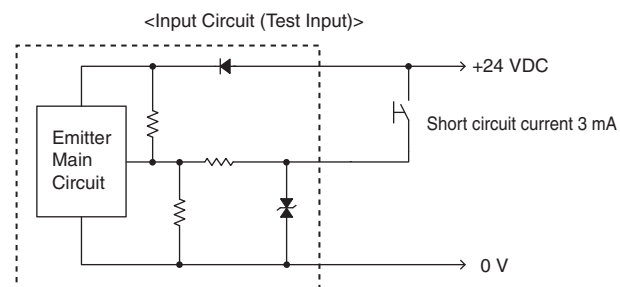 <Input Circuit (Test Input)>
+24 VDC
Short circuit current 3 mA
Emitter
Main
Circuit
0 V